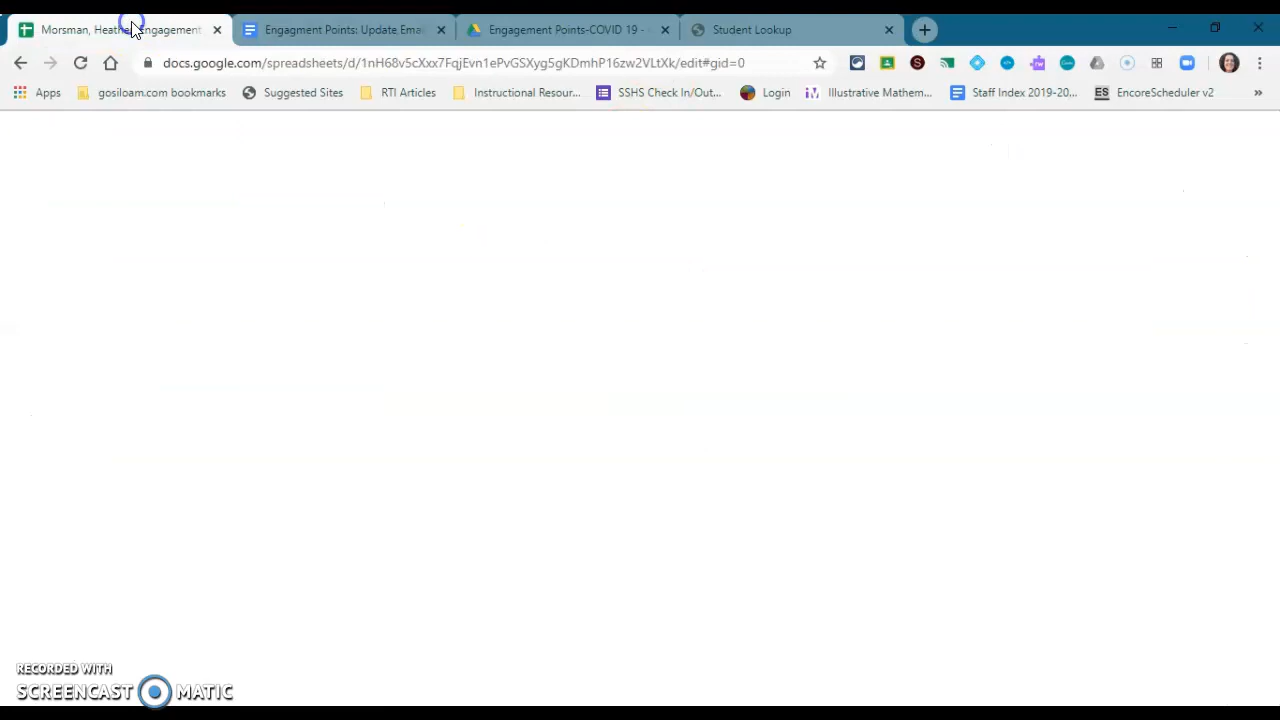 Morsman, Heather Engagement
Engagment Points: Update Emai
Engagement Points-COVID 19 -
Student Lookup
docs.google.com/spreadsheets/d/1nH68v5cXxx7FqjEvn1ePvGSXyg5gKDmhP16zw2VLtXk/edit#gid=0
Apps
gosiloam.com bookmarks
Suggested Sites
RTI Articles
Instructional Resour...
SSHS Check In/Out...
Login
Illustrative Mathem...
Staff Index 2019-20...
ES EncoreScheduler v2
RECORDED WITH
SCREENCAST MATIC